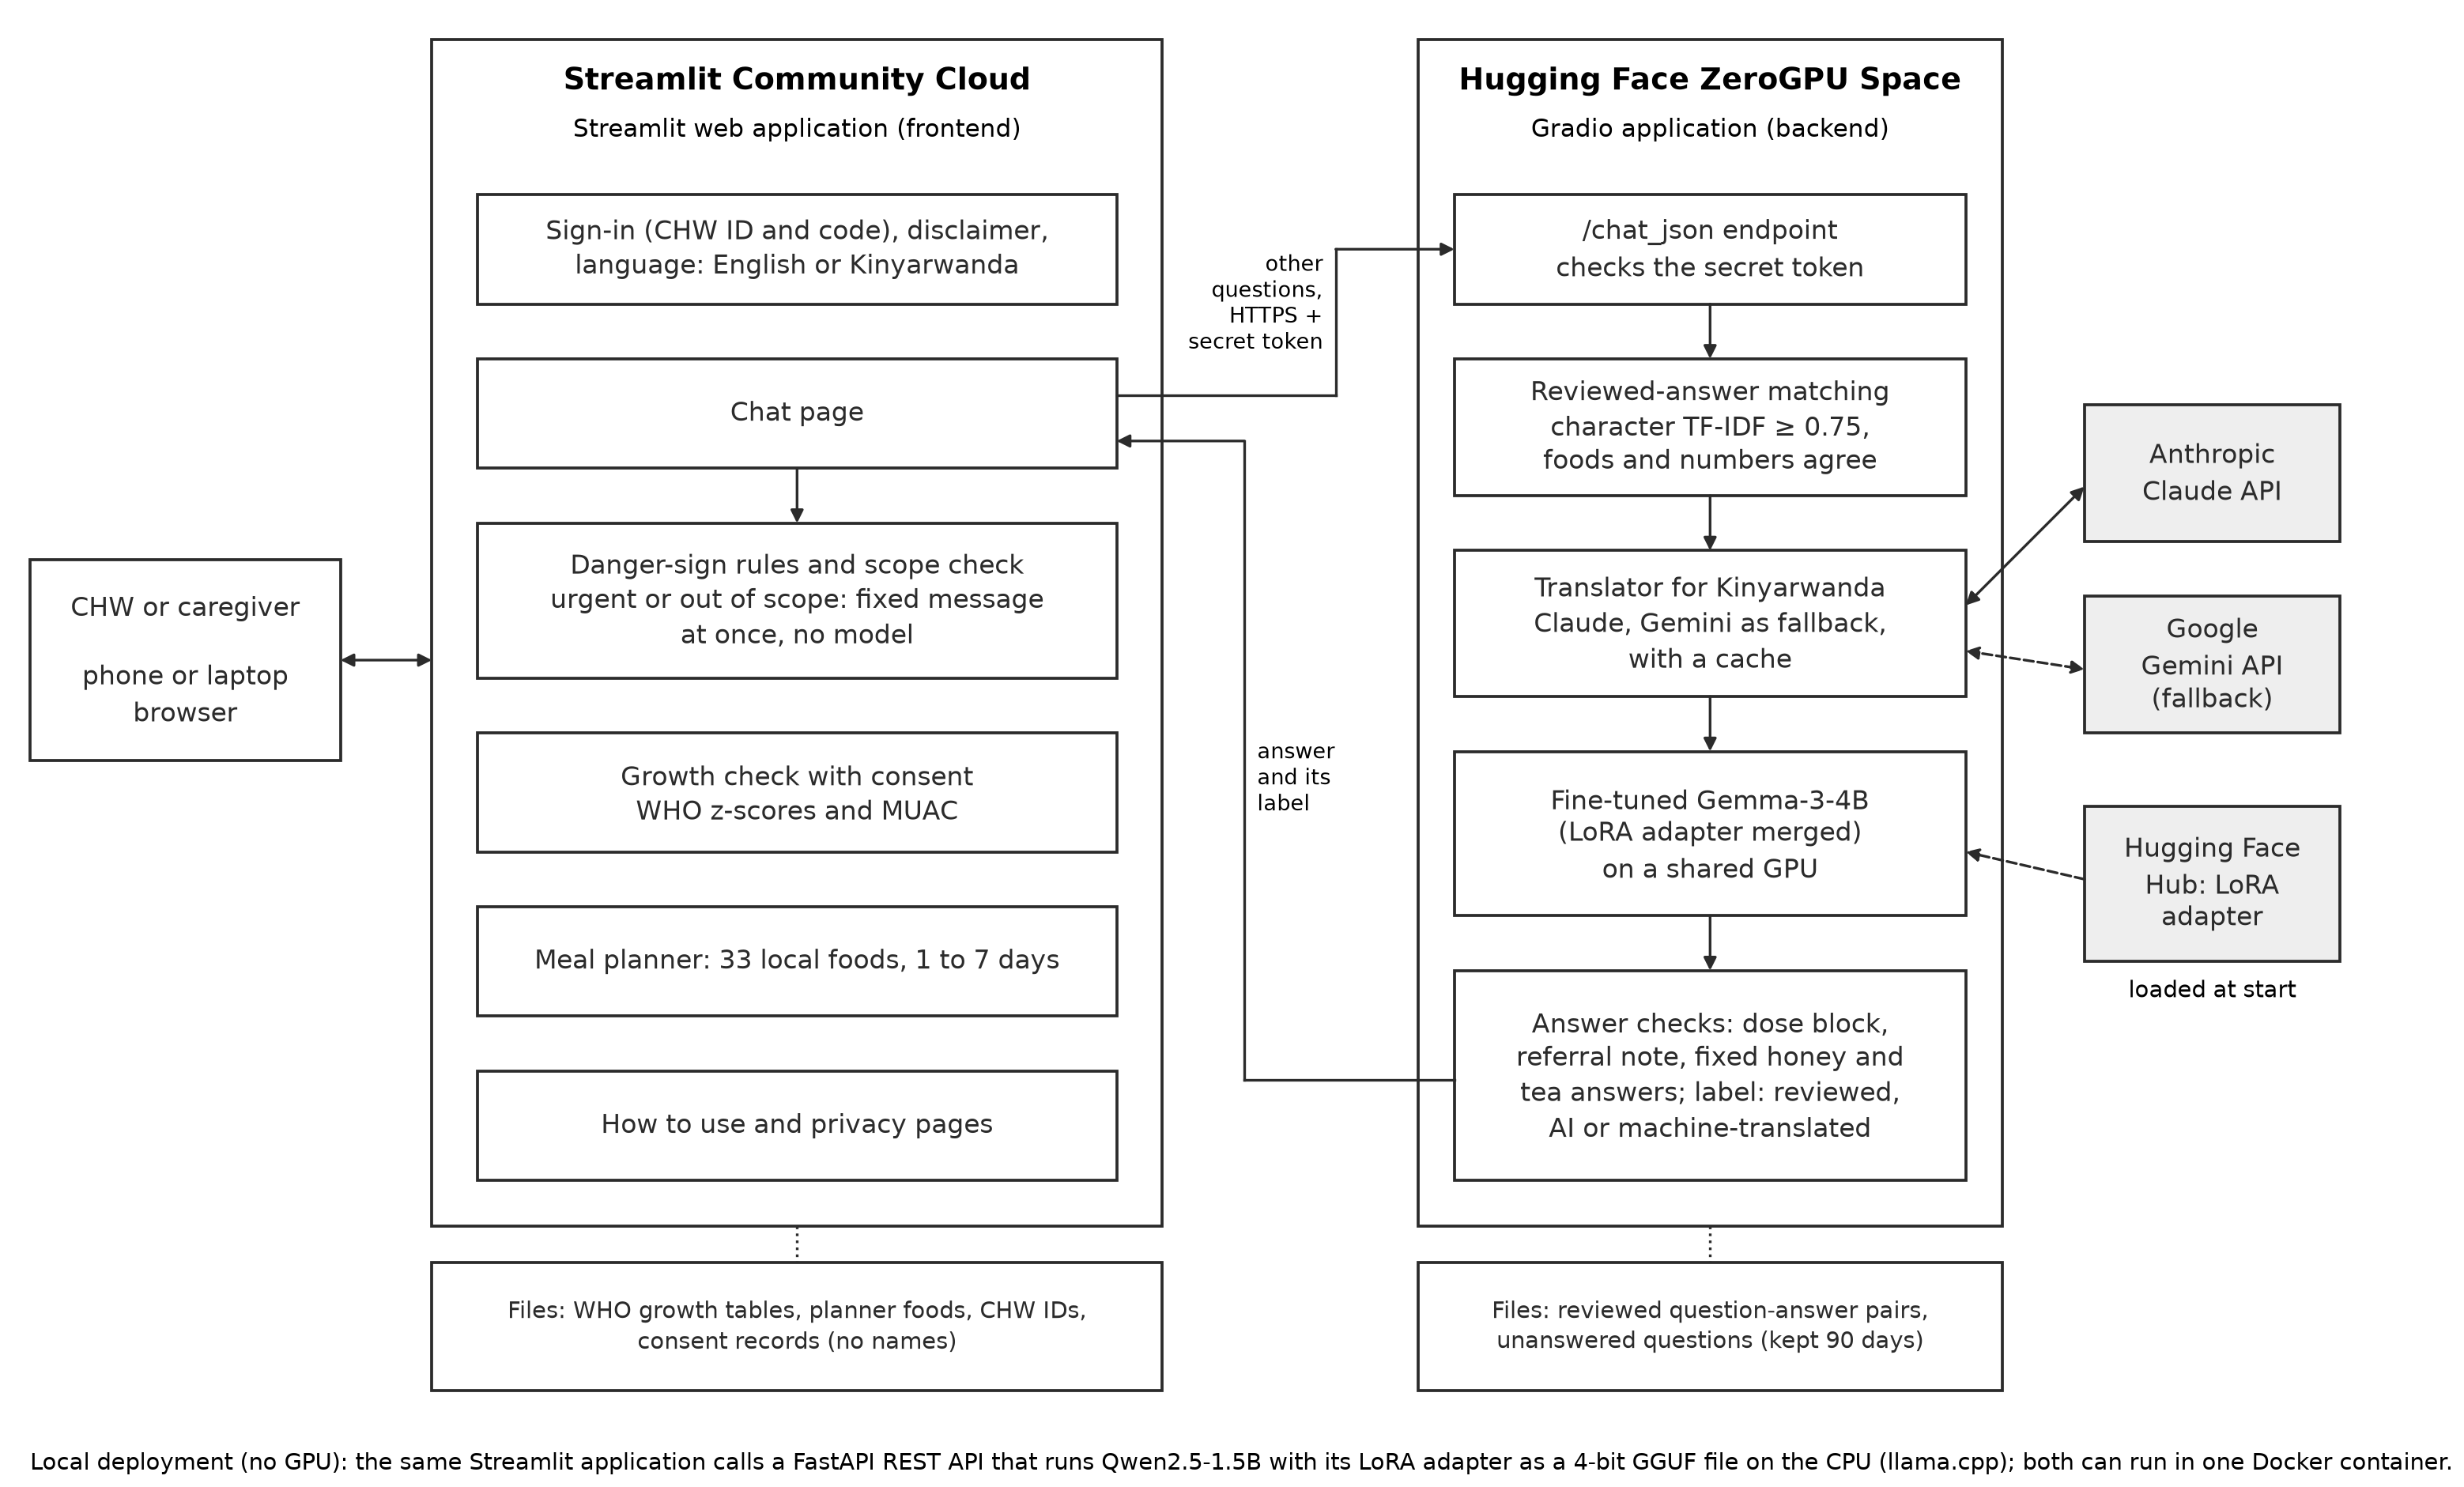 Streamlit Community Cloud
Streamlit web application (frontend)
Sign-in (CHW ID and code), disclaimer,
language: English or Kinyarwanda
Chat page
Danger-sign rules and scope check
urgent or out of scope: fixed message
at once, no model
Growth check with consent
WHO z-scores and MUAC
Meal planner: 33 local foods, 1 to 7 days
How to use and privacy pages
Files: WHO growth tables, planner foods, CHW IDs,
consent records (no names)
CHW or caregiver
phone or laptop
browser
other
questions,
HTTPS +
secret token
answer
and its
label
Hugging Face ZeroGPU Space
Gradio application (backend)
/chat_json endpoint
checks the secret token
Reviewed-answer matching
character TF-IDF ≥ 0.75,
foods and numbers agree
Translator for Kinyarwanda
Claude, Gemini as fallback,
with a cache
Fine-tuned Gemma-3-4B
(LoRA adapter merged)
on a shared GPU
Answer checks: dose block,
referral note, fixed honey and
tea answers; label: reviewed,
AI or machine-translated
Files: reviewed question-answer pairs,
unanswered questions (kept 90 days)
Anthropic
Claude API
Google
Gemini API
(fallback)
Hugging Face
Hub: LoRA
adapter
loaded at start
Local deployment (no GPU): the same Streamlit application calls a FastAPI REST API that runs Qwen2.5-1.5B with its LoRA adapter as a 4-bit GGUF file on the CPU (llama.cpp); both can run in one Docker container.